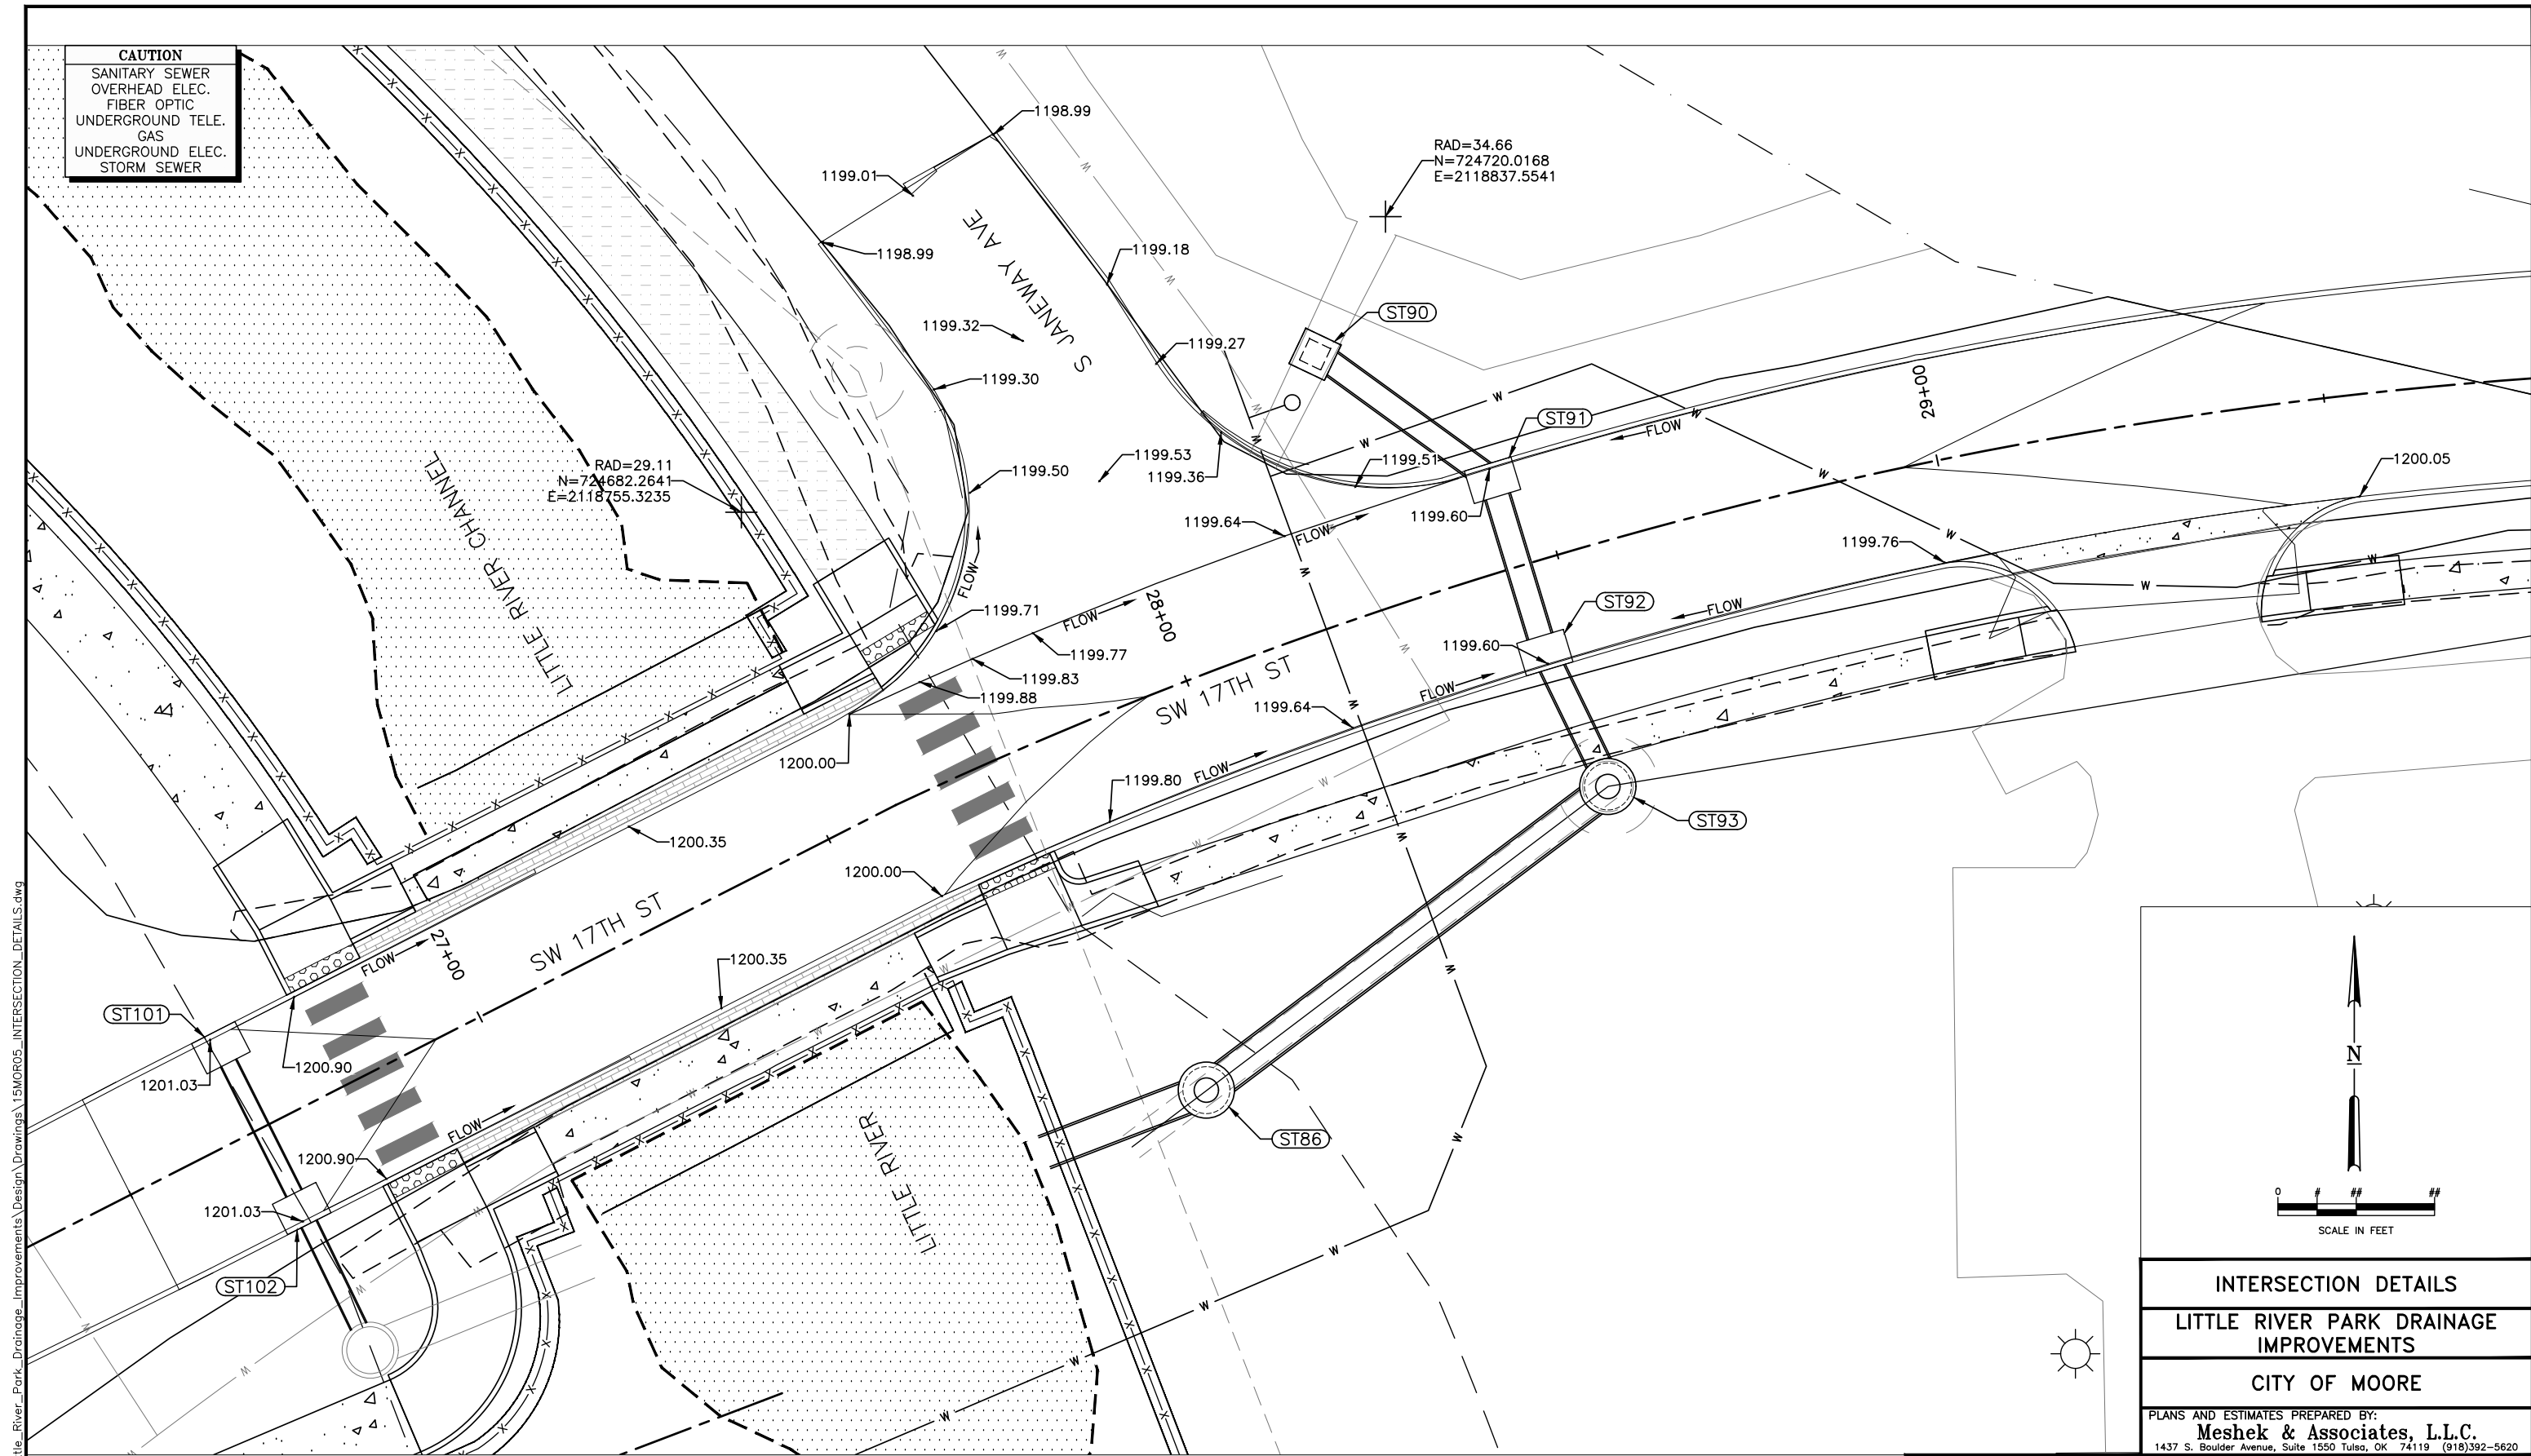 CAUTION
SANITARY SEWER
OVERHEAD ELEC.
FIBER OPTIC
UNDERGROUND TELE.
GAS
UNDERGROUND ELEC.
STORM SEWER
1198.99
1199.01
RAD=34.66
N=724720.0168
E=2118837.5541
S JANEWAY AVE
1198.99
1199.18
1199.32
1199.27
ST90
1199.30
29+00
ST91
FLOW
RAD=29.11
N=724682.2641
E=2118755.3235
LITTLE RIVER CHANNEL
1199.50
1199.53
1199.36
1199.51
1200.05
1199.64
FLOW
1199.60
1199.76
FLOW
1199.71
FLOW
28+00
ST92
FLOW
1199.77
1199.60
1199.83
1199.88
SW 17TH ST
FLOW
1199.64
1200.00
1199.80
FLOW
ST93
1200.35
1200.00
SW 17TH ST
27+00
FLOW
1200.35
ST101
1201.03
1200.90
FLOW
1200.90
ST86
LITTLE RIVER
1201.03
ST102
N
0 # ## ##
SCALE IN FEET
INTERSECTION DETAILS
LITTLE RIVER PARK DRAINAGE
IMPROVEMENTS
CITY OF MOORE
PLANS AND ESTIMATES PREPARED BY:
Meshek & Associates, L.L.C.
1437 S. Boulder Avenue, Suite 1550 Tulsa, OK 74119 (918)392-5620
tle_River_Park_Drainage_Improvements\Design\Drawings\15MOR05_INTERSECTION_DETAILS.dwg